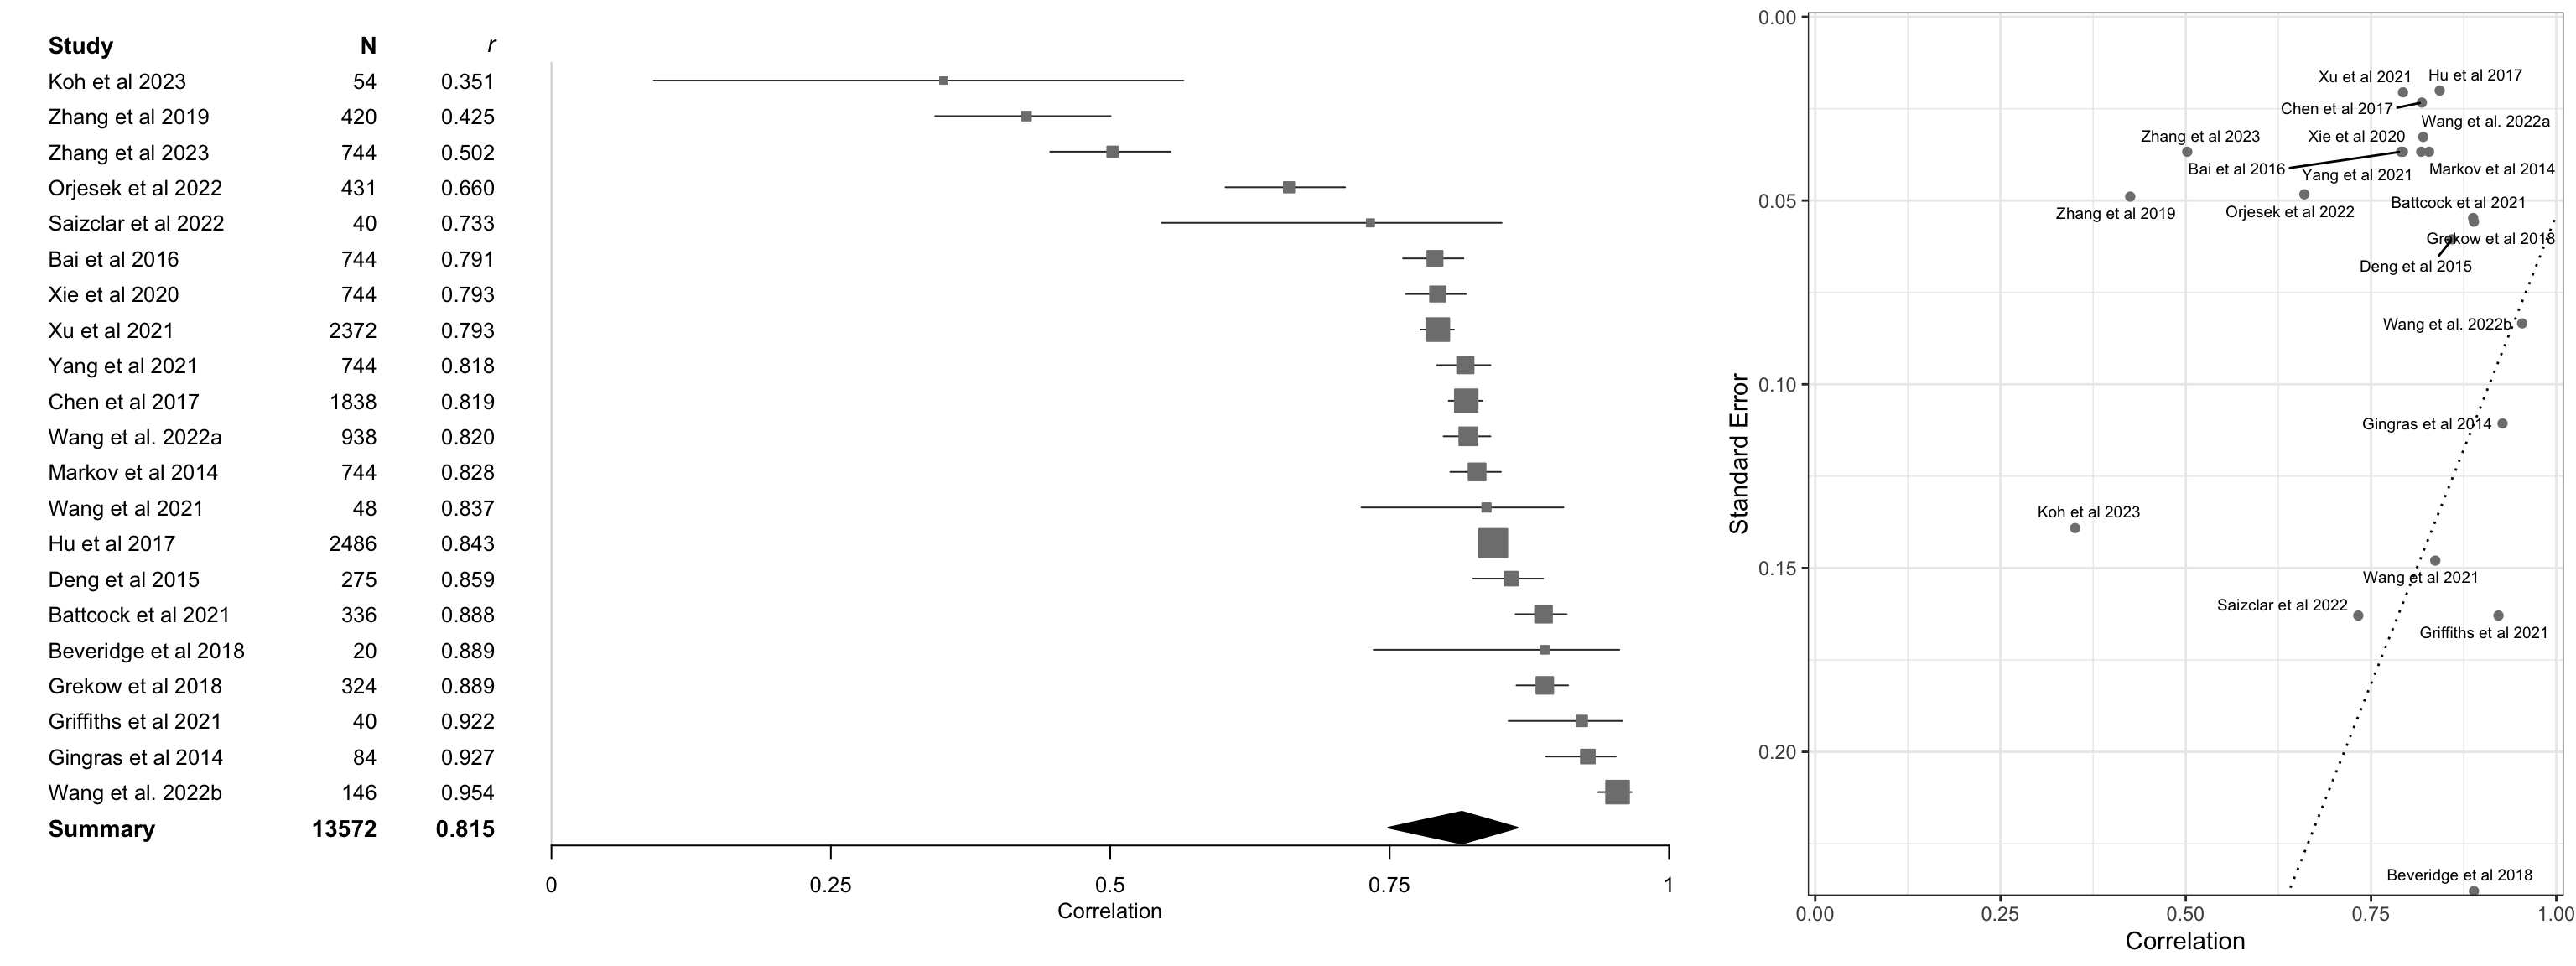 Study N r
Koh et al 2023 54 0.351
Zhang et al 2019 420 0.425
Zhang et al 2023 744 0.502
Orjesek et al 2022 431 0.660
Saizclar et al 2022 40 0.733
Bai et al 2016 744 0.791
Xie et al 2020 744 0.793
Xu et al 2021 2372 0.793
Yang et al 2021 744 0.818
Chen et al 2017 1838 0.819
Wang et al. 2022a 938 0.820
Markov et al 2014 744 0.828
Wang et al 2021 48 0.837
Hu et al 2017 2486 0.843
Deng et al 2015 275 0.859
Battcock et al 2021 336 0.888
Beveridge et al 2018 20 0.889
Grekow et al 2018 324 0.889
Griffiths et al 2021 40 0.922
Gingras et al 2014 84 0.927
Wang et al. 2022b 146 0.954
Summary 13572 0.815
0 0.25 0.5 0.75 1
Correlation
Standard Error
0.00
0.05
0.10
0.15
0.20
Xu et al 2021
Hu et al 2017
Chen et al 2017
Wang et al. 2022a
Zhang et al 2023
Xie et al 2020
Bai et al 2016
Yang et al 2021
Markov et al 2014
Zhang et al 2019
Orjesek et al 2022
Battcock et al 2021
Grekow et al 2018
Deng et al 2015
Wang et al. 2022b
Gingras et al 2014
Koh et al 2023
Wang et al 2021
Saizclar et al 2022
Griffiths et al 2021
Beveridge et al 2018
0.00 0.25 0.50 0.75 1.00
Correlation